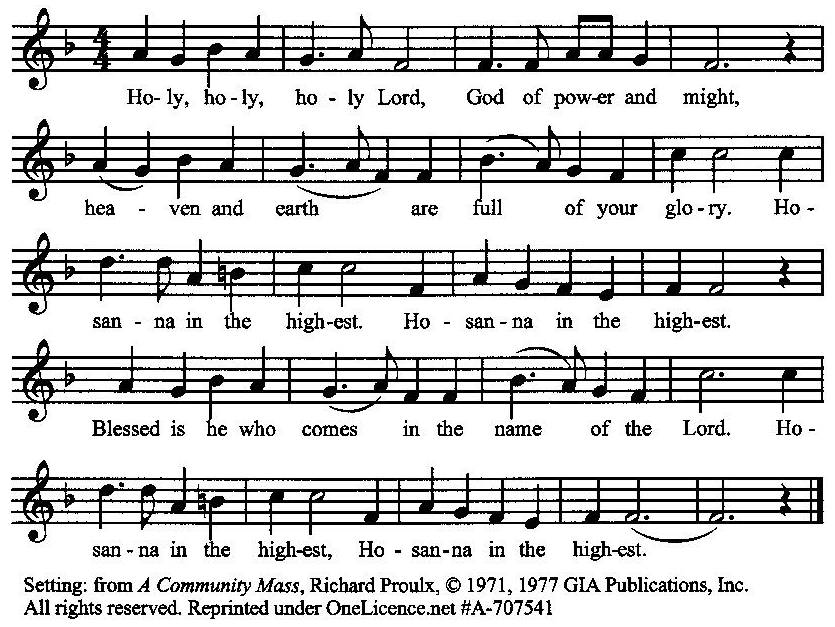 4 4
Ho- ly, ho - ly, ho - ly Lord, God of pow-er and might,
hea - ven and earth are full of your glo - ry. Ho -
san - na in the high-est. Ho - san - na in the high-est.
Blessed is he who comes in the name of the Lord. Ho -
san - na in the high-est, Ho - san-na in the high-est.
Setting: from A Community Mass, Richard Proulx, © 1971, 1977 GIA Publications, Inc.
All rights reserved. Reprinted under OneLicence.net #A-707541